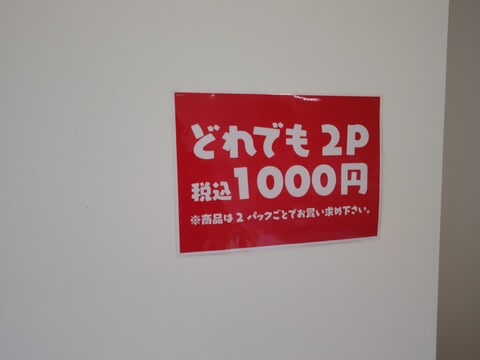 どれでも 2P
税込1000円
※商品は2パックごとでお買い求め下さい。